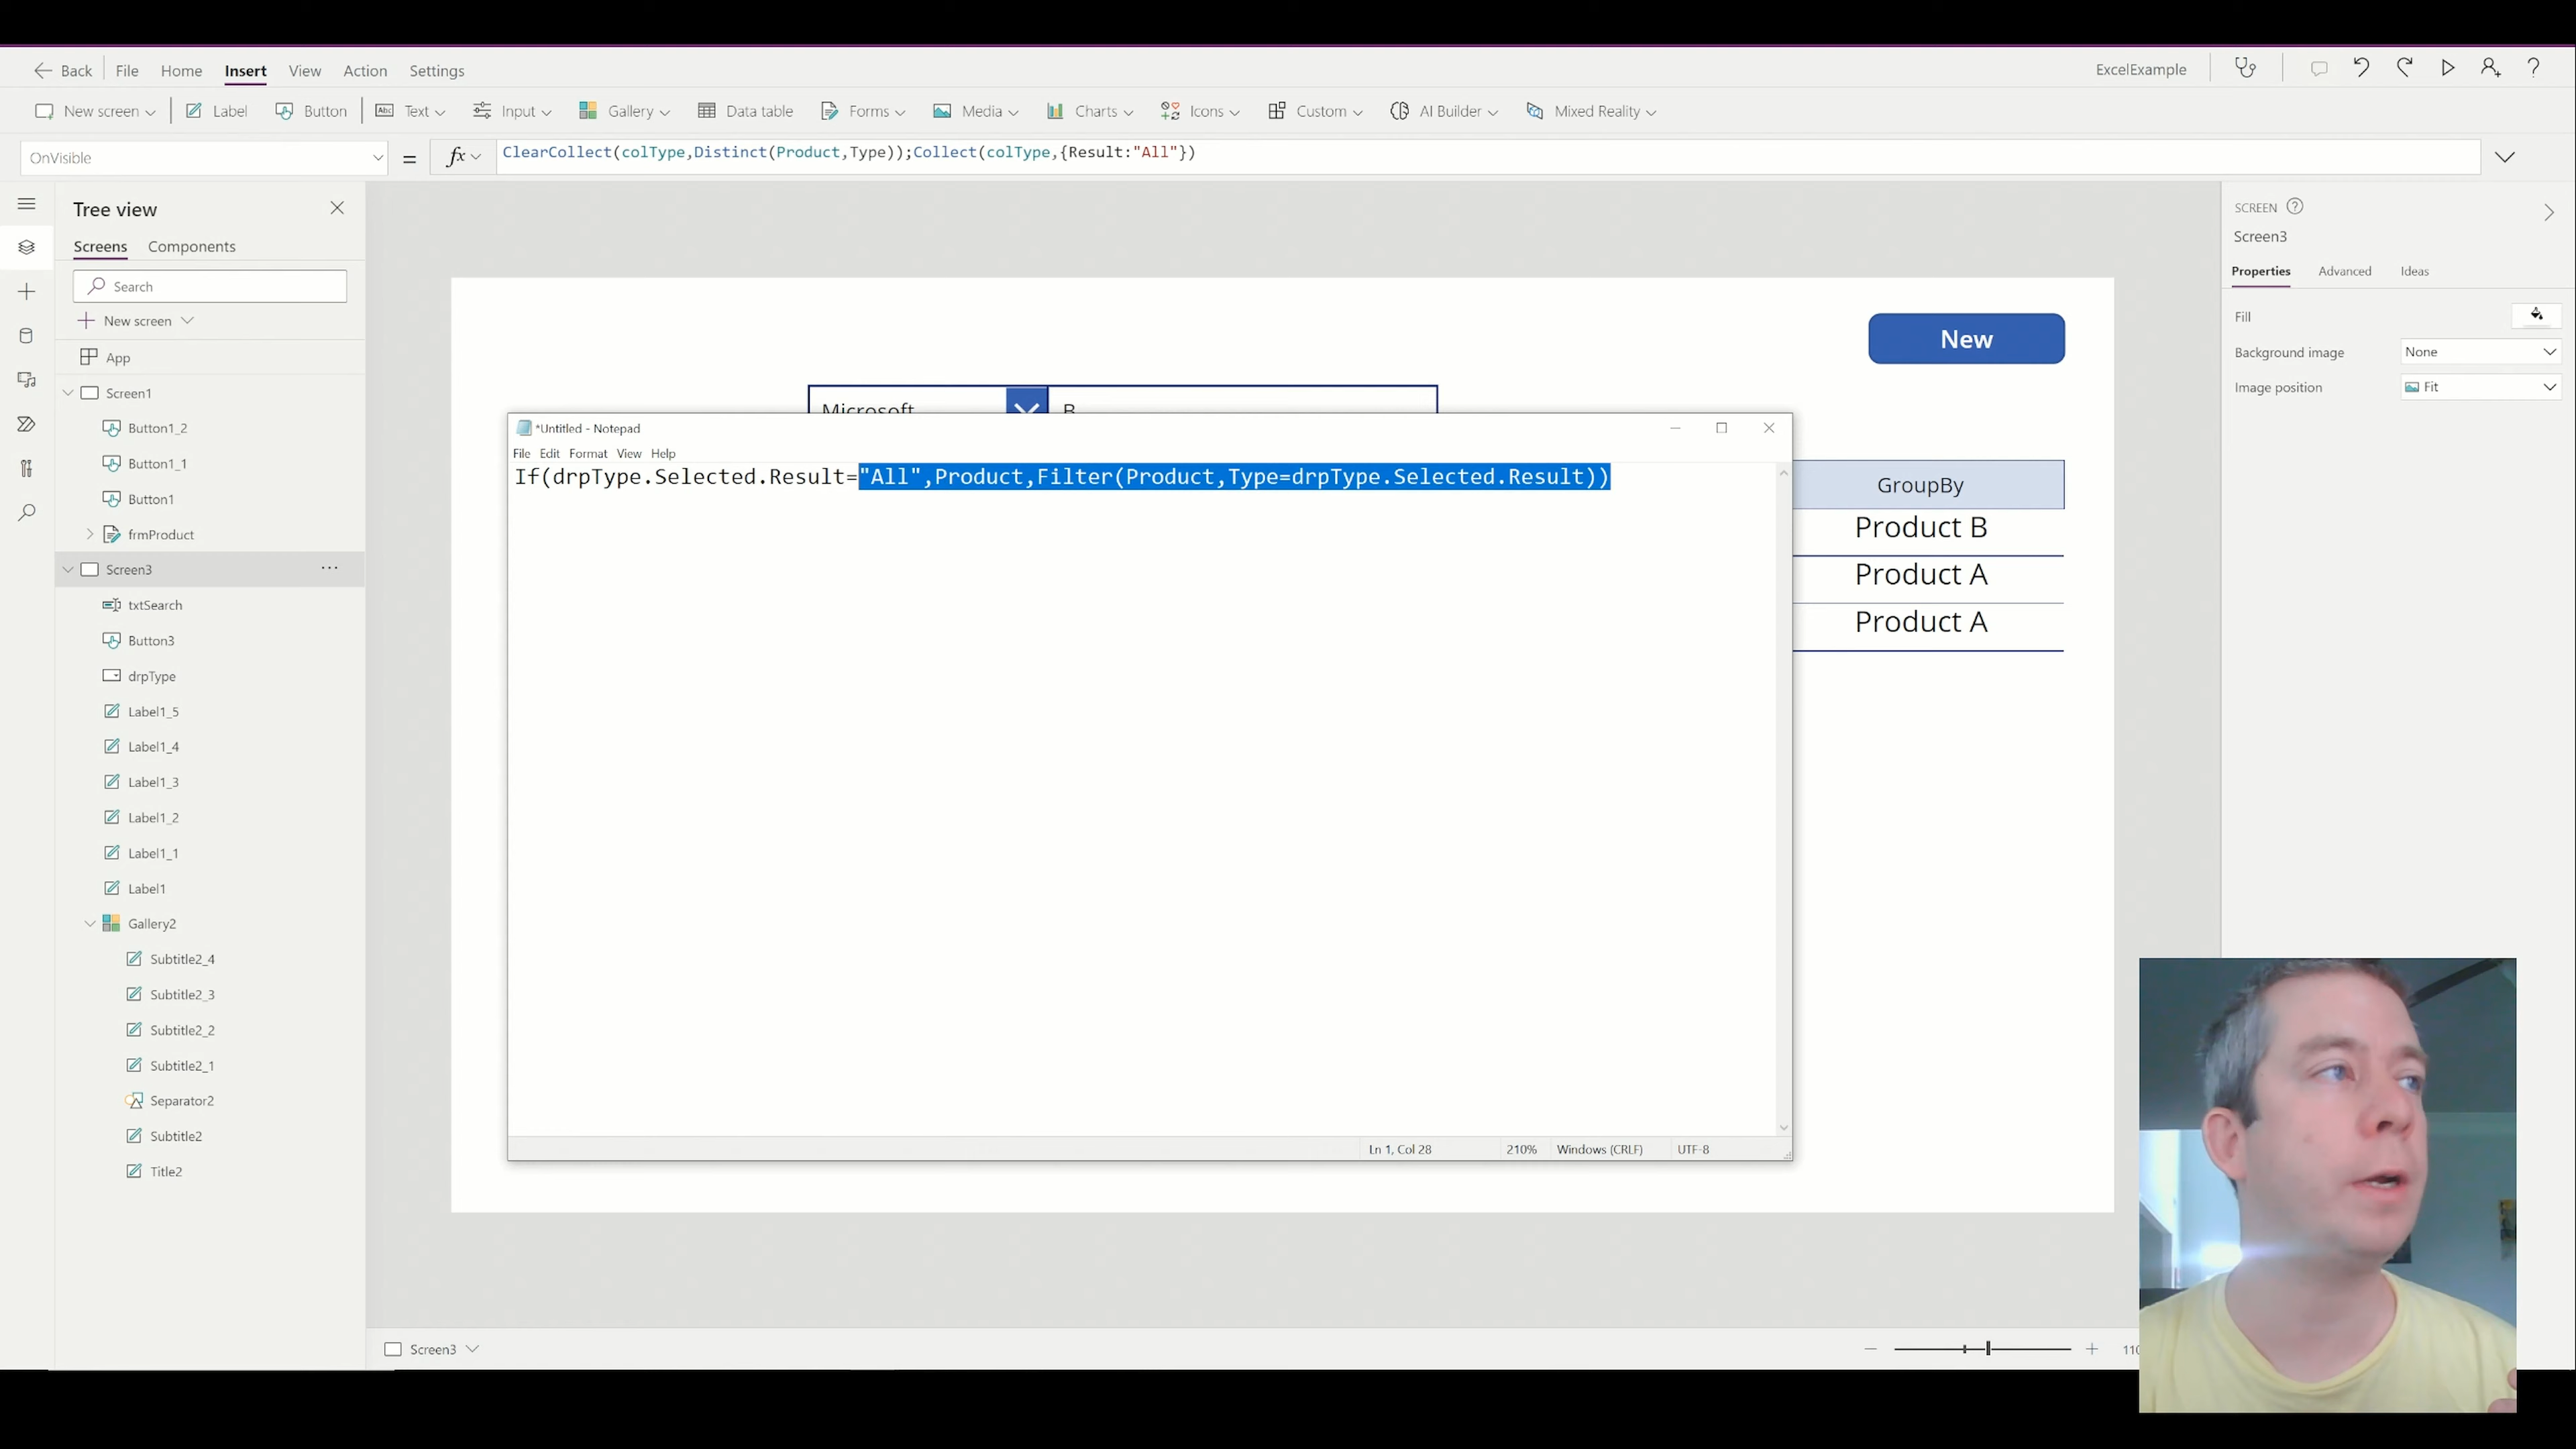 Back File Home Insert View Action Settings ExcelExample
New screen Label Button Text Input Gallery Data table Forms Media Charts Icons Custom AI Builder Mixed Reality
OnVisible = fx ClearCollect(colType,Distinct(Product,Type));Collect(colType,{Result:"All"})
Tree view
Screens Components
Search
New screen
App
Screen1
Button1_2
Button1_1
Button1
frmProduct
Screen3 ...
txtSearch
Button3
drpType
Label1_5
Label1_4
Label1_3
Label1_2
Label1_1
Label1
Gallery2
Subtitle2_4
Subtitle2_3
Subtitle2_2
Subtitle2_1
Separator2
Subtitle2
Title2
New
Microsoft B
*Untitled - Notepad
File Edit Format View Help
If(drpType.Selected.Result="All",Product,Filter(Product,Type=drpType.Selected.Result))
Ln 1, Col 28 210% Windows (CRLF) UTF-8
GroupBy
Product B
Product A
Product A
SCREEN
Screen3
Properties Advanced Ideas
Fill
Background image None
Image position Fit
Screen3